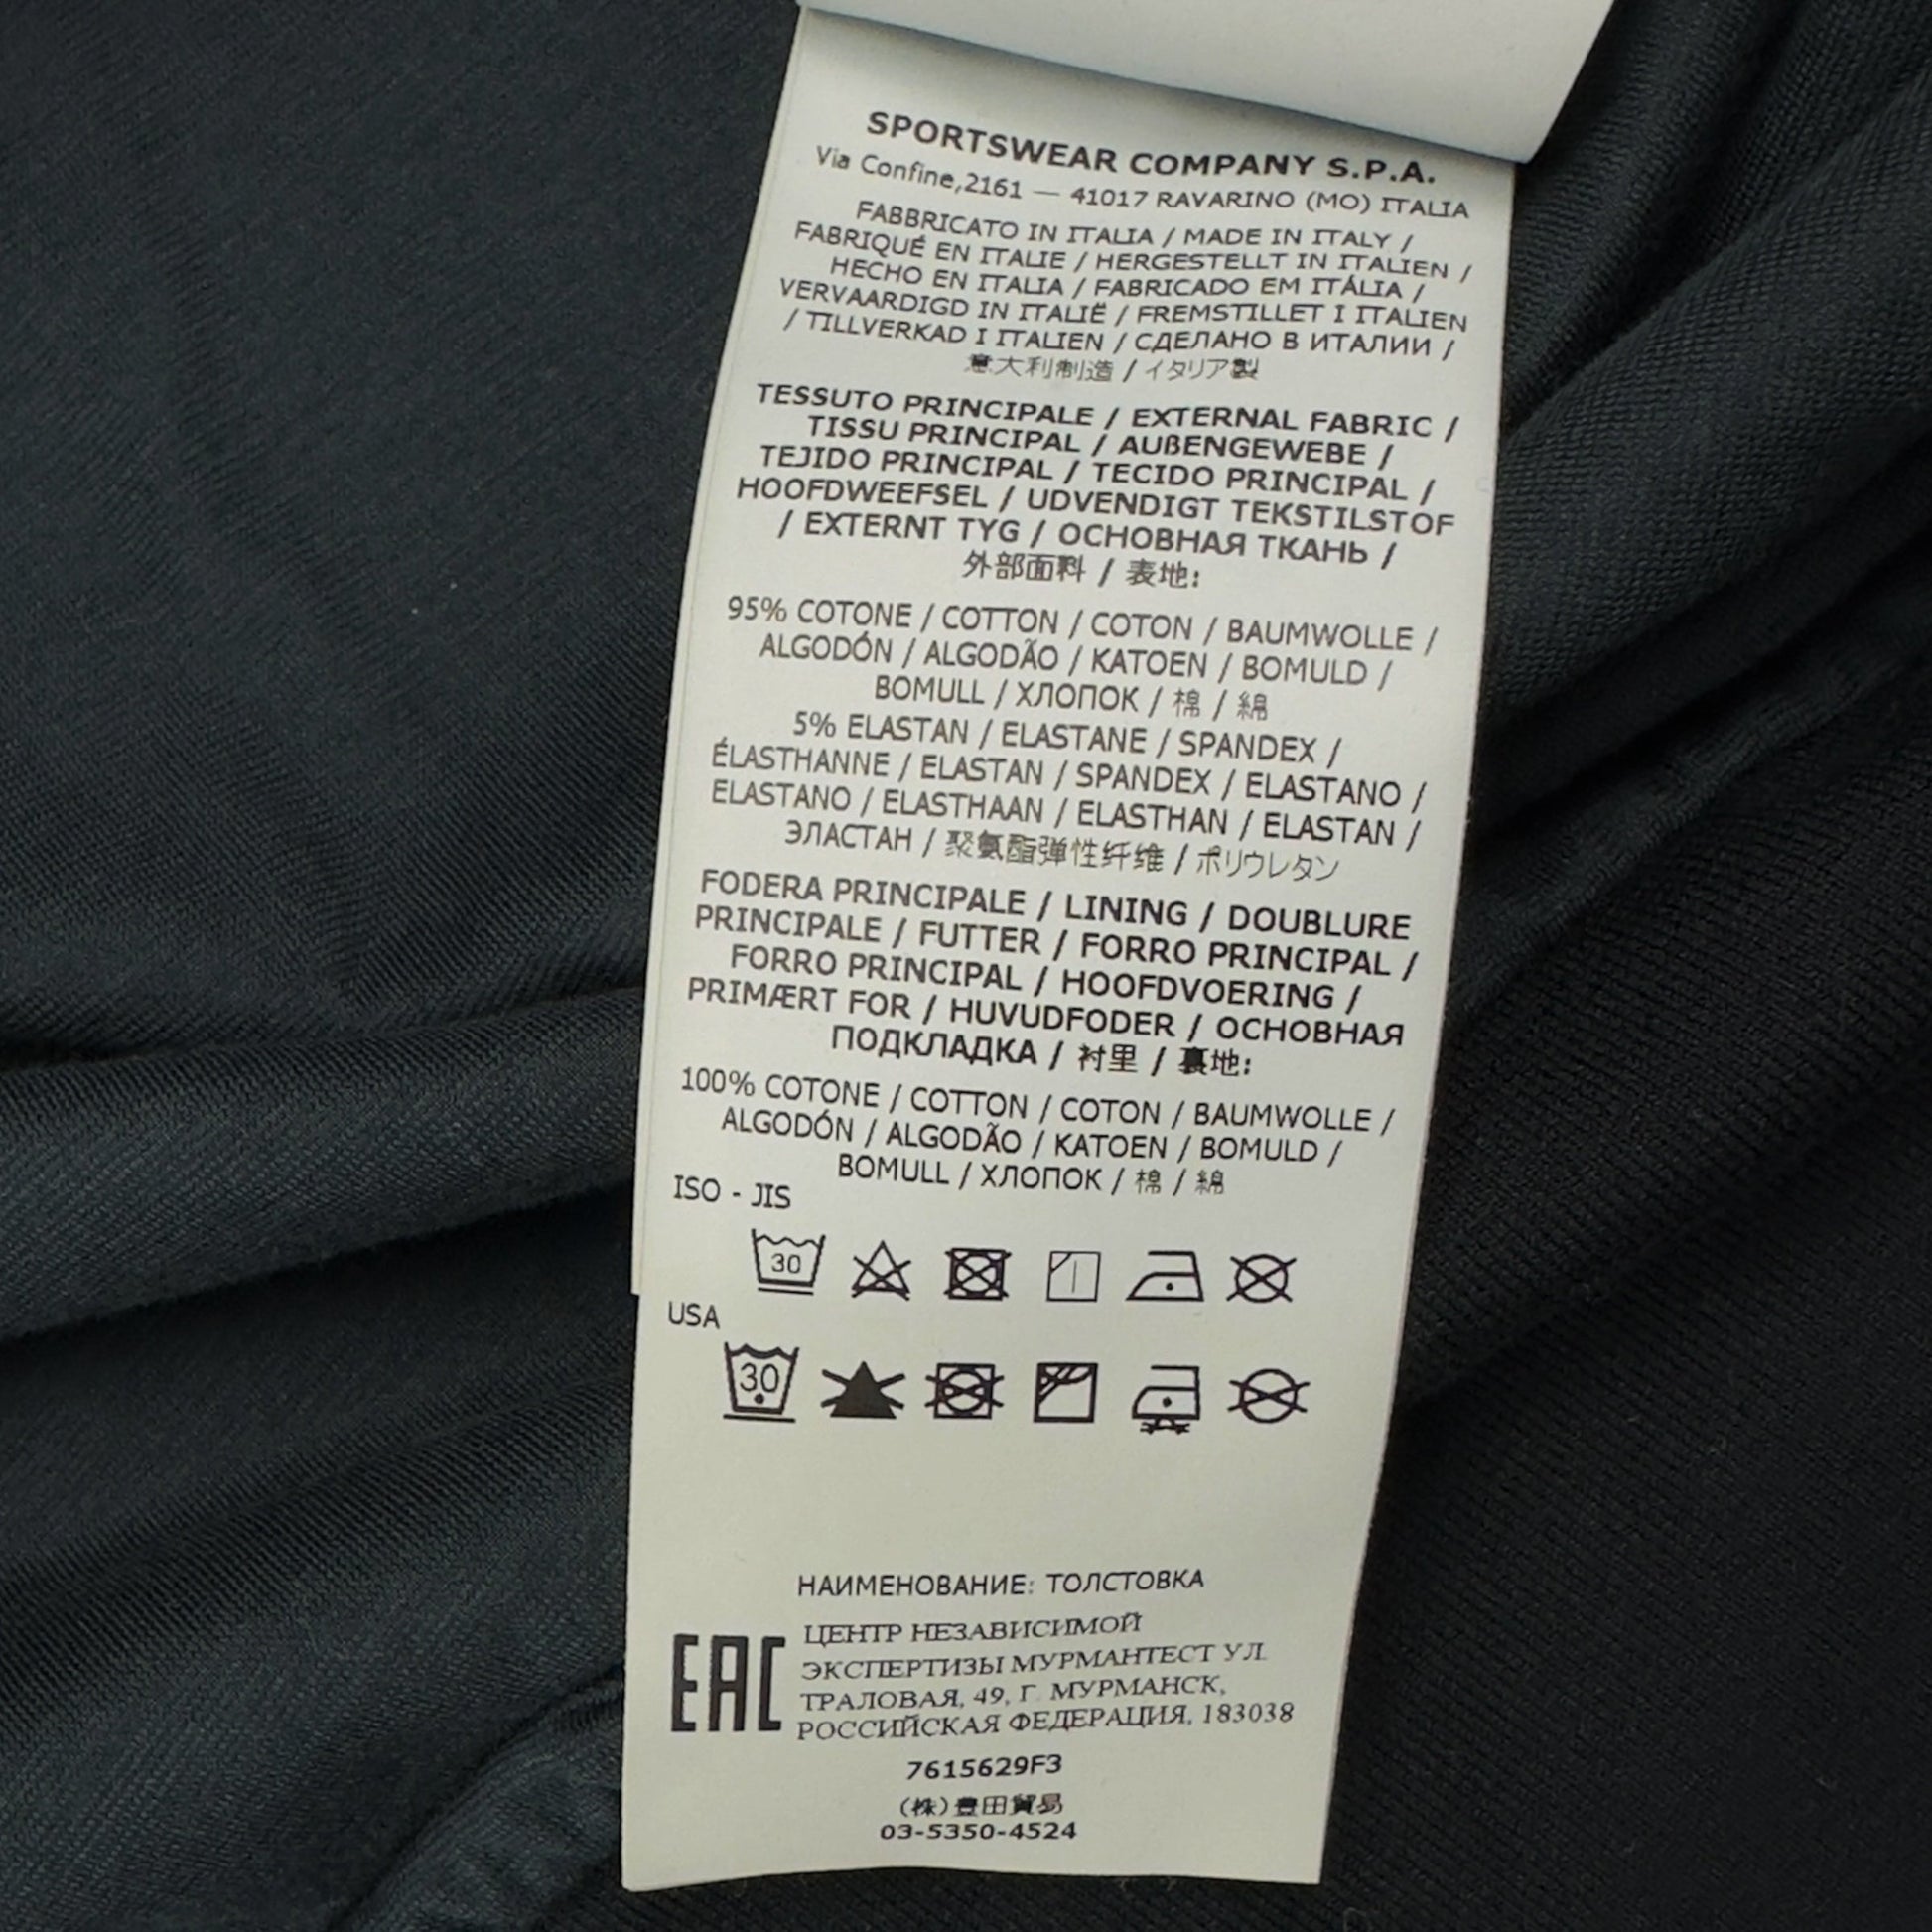 SPORTSWEAR COMPANY S.P.A.
Via Confine,2161 — 41017 RAVARINO (MO) ITALIA
FABBRICATO IN ITALIA / MADE IN ITALY /
FABRIQUÉ EN ITALIE / HERGESTELLT IN ITALIEN /
HECHO EN ITALIA / FABRICADO EM ITÁLIA /
VERVAARDIGD IN ITALIË / FREMSTILLET I ITALIEN
/ TILLVERKAD I ITALIEN / СДЕЛАНО В ИТАЛИИ /
意大利制造 / イタリア製
TESSUTO PRINCIPALE / EXTERNAL FABRIC /
TISSU PRINCIPAL / AUßENGEWEBE /
TEJIDO PRINCIPAL / TECIDO PRINCIPAL /
HOOFDWEEFSEL / UDVENDIGT TEKSTILSTOF
/ EXTERNT TYG / ОСНОВНАЯ ТКАНЬ /
外部面料 / 表地:
95% COTONE / COTTON / COTON / BAUMWOLLE /
ALGODÓN / ALGODÃO / KATOEN / BOMULD /
BOMULL / ХЛОПОК / 棉 / 綿
5% ELASTAN / ELASTANE / SPANDEX /
ÉLASTHANNE / ELASTAN / SPANDEX / ELASTANO /
ELASTANO / ELASTHAAN / ELASTHAN / ELASTAN /
ЭЛАСТАН / 聚氨酯弹性纤维 / ポリウレタン
FODERA PRINCIPALE / LINING / DOUBLURE
PRINCIPALE / FUTTER / FORRO PRINCIPAL /
FORRO PRINCIPAL / HOOFDVOERING /
PRIMÆRT FOR / HUVUDFODER / ОСНОВНАЯ
ПОДКЛАДКА / 衬里 / 裏地:
100% COTONE / COTTON / COTON / BAUMWOLLE /
ALGODÓN / ALGODÃO / KATOEN / BOMULD /
BOMULL / ХЛОПОК / 棉 / 綿
ISO - JIS
30
USA
30
НАИМЕНОВАНИЕ: ТОЛСТОВКА
EAC
ЦЕНТР НЕЗАВИСИМОЙ
ЭКСПЕРТИЗЫ МУРМАНТЕСТ УЛ.
ТРАЛОВАЯ, 49, Г. МУРМАНСК,
РОССИЙСКАЯ ФЕДЕРАЦИЯ, 183038
7615629F3
(株)豊田貿易
03-5350-4524